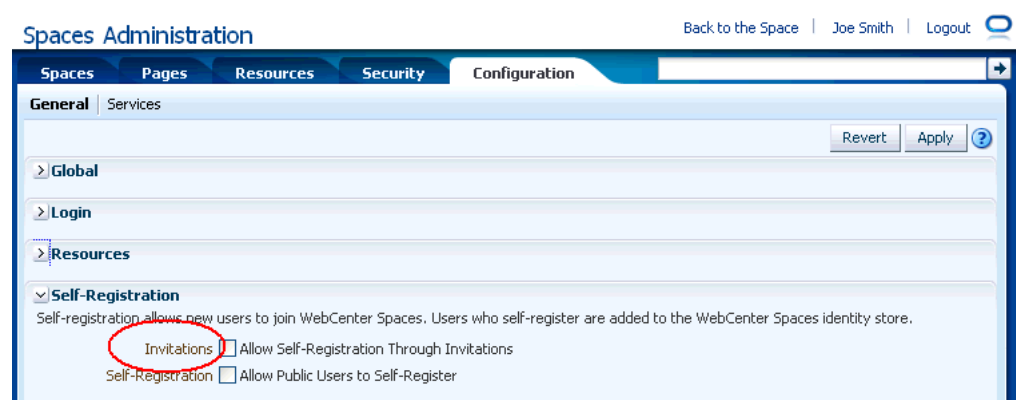 Spaces Administration
Back to the Space | Joe Smith | Logout
Spaces Pages Resources Security Configuration
General | Services
Revert Apply ?
Global
Login
Resources
Self-Registration
Self-registration allows new users to join WebCenter Spaces. Users who self-register are added to the WebCenter Spaces identity store.
Invitations Allow Self-Registration Through Invitations
Self-Registration Allow Public Users to Self-Register